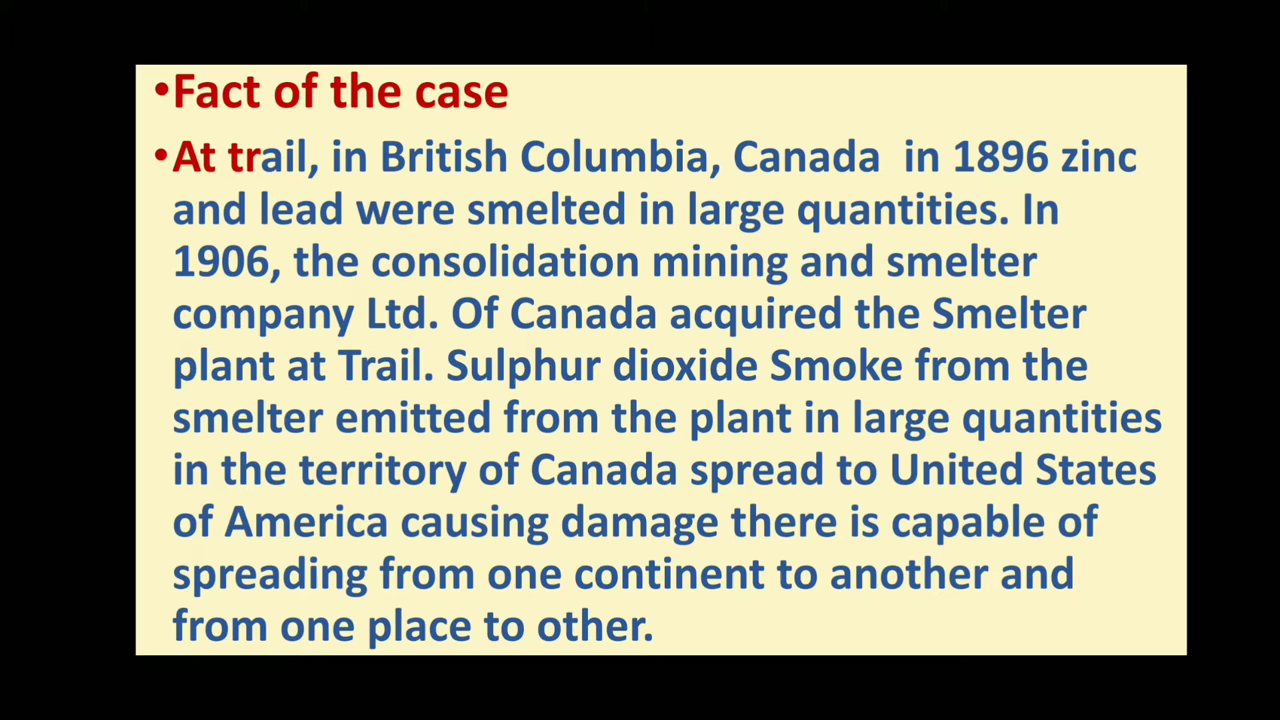 •Fact of the case
•At trail, in British Columbia, Canada  in 1896 zinc
and lead were smelted in large quantities. In
1906, the consolidation mining and smelter
company Ltd. Of Canada acquired the Smelter
plant at Trail. Sulphur dioxide Smoke from the
smelter emitted from the plant in large quantities
in the territory of Canada spread to United States
of America causing damage there is capable of
spreading from one continent to another and
from one place to other.